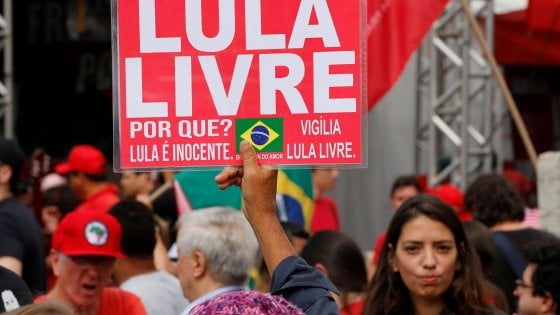 LULA
LIVRE
POR QUE? VIGÍLIA
LULA É INOCENTE. LULA LIVRE.